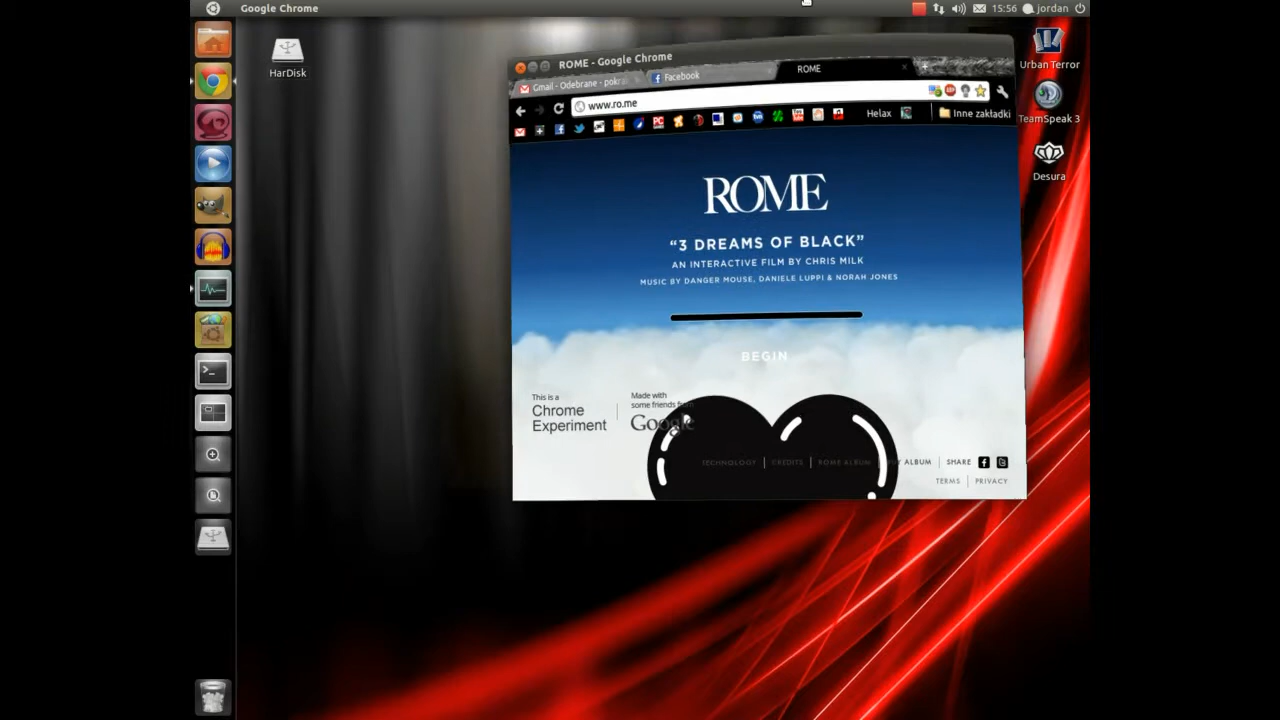 Google Chrome
15:56 jordan
HarDisk
Urban Terror
TeamSpeak 3
Desura
ROME - Google Chrome
Gmail - Odebrane - pokr
Facebook
ROME
www.ro.me
Helax
Inne zakładki
ROME
“3 DREAMS OF BLACK”
AN INTERACTIVE FILM BY CHRIS MILK
MUSIC BY DANGER MOUSE, DANIELE LUPPI & NORAH JONES
BEGIN
This is a
Chrome
Experiment
Made with
some friends from
Google
TECHNOLOGY CREDITS ROME ALBUM BUY ALBUM SHARE
TERMS PRIVACY